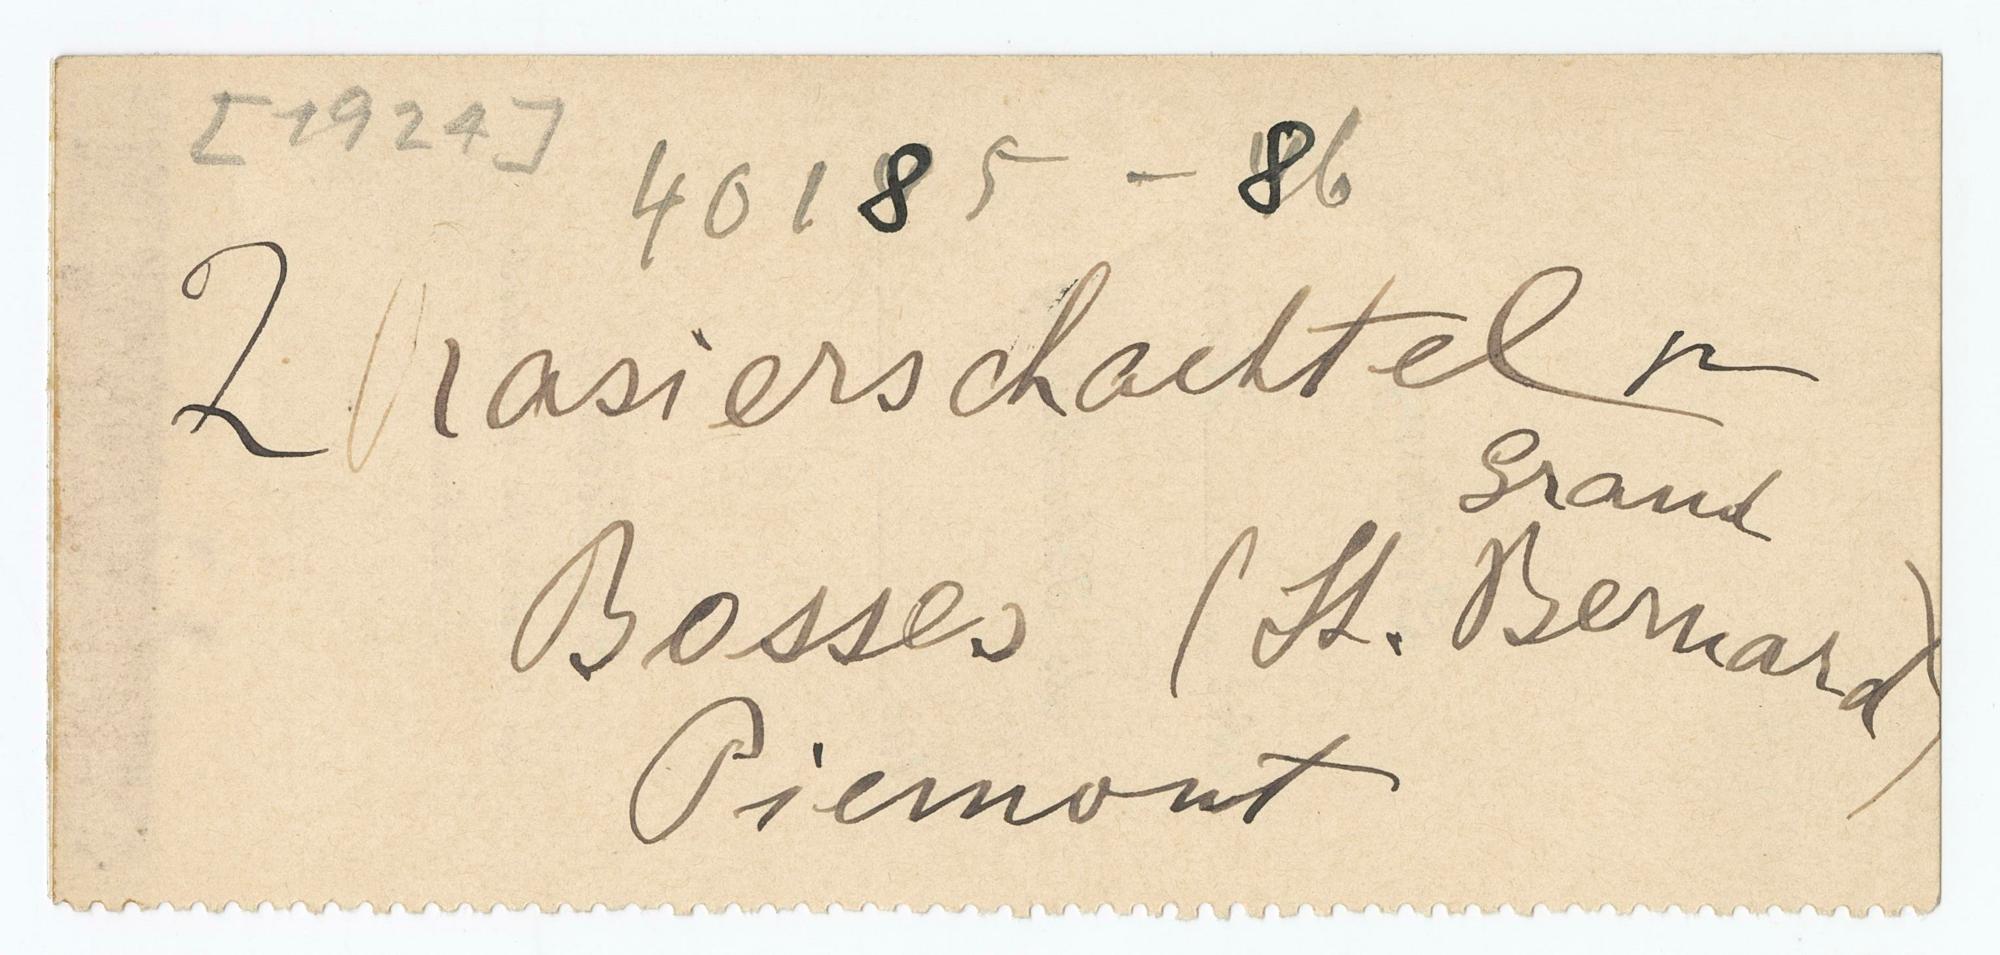 [1924]
40185 - 86
2 Rasierschachteln
Grand
Bosses (St. Bernard)
Piemont